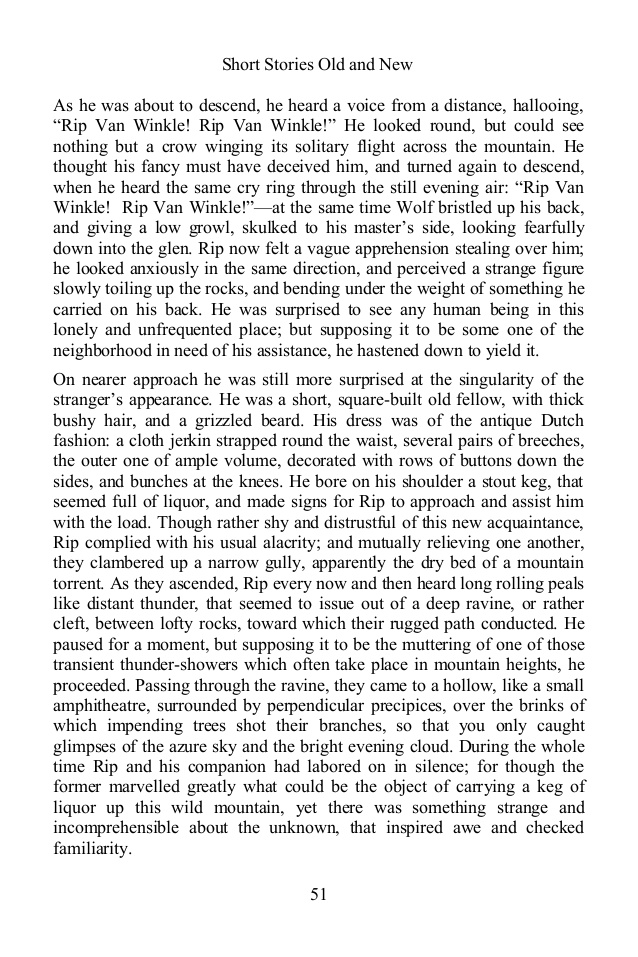 Short Stories Old and New
As he was about to descend, he heard a voice from a distance, hallooing,
“Rip Van Winkle! Rip Van Winkle!” He looked round, but could see
nothing but a crow winging its solitary flight across the mountain. He
thought his fancy must have deceived him, and turned again to descend,
when he heard the same cry ring through the still evening air: “Rip Van
Winkle!  Rip Van Winkle!”—at the same time Wolf bristled up his back,
and giving a low growl, skulked to his master’s side, looking fearfully
down into the glen. Rip now felt a vague apprehension stealing over him;
he looked anxiously in the same direction, and perceived a strange figure
slowly toiling up the rocks, and bending under the weight of something he
carried on his back. He was surprised to see any human being in this
lonely and unfrequented place; but supposing it to be some one of the
neighborhood in need of his assistance, he hastened down to yield it.
On nearer approach he was still more surprised at the singularity of the
stranger’s appearance. He was a short, square-built old fellow, with thick
bushy hair, and a grizzled beard. His dress was of the antique Dutch
fashion: a cloth jerkin strapped round the waist, several pairs of breeches,
the outer one of ample volume, decorated with rows of buttons down the
sides, and bunches at the knees. He bore on his shoulder a stout keg, that
seemed full of liquor, and made signs for Rip to approach and assist him
with the load. Though rather shy and distrustful of this new acquaintance,
Rip complied with his usual alacrity; and mutually relieving one another,
they clambered up a narrow gully, apparently the dry bed of a mountain
torrent. As they ascended, Rip every now and then heard long rolling peals
like distant thunder, that seemed to issue out of a deep ravine, or rather
cleft, between lofty rocks, toward which their rugged path conducted. He
paused for a moment, but supposing it to be the muttering of one of those
transient thunder-showers which often take place in mountain heights, he
proceeded. Passing through the ravine, they came to a hollow, like a small
amphitheatre, surrounded by perpendicular precipices, over the brinks of
which impending trees shot their branches, so that you only caught
glimpses of the azure sky and the bright evening cloud. During the whole
time Rip and his companion had labored on in silence; for though the
former marvelled greatly what could be the object of carrying a keg of
liquor up this wild mountain, yet there was something strange and
incomprehensible about the unknown, that inspired awe and checked
familiarity.
51